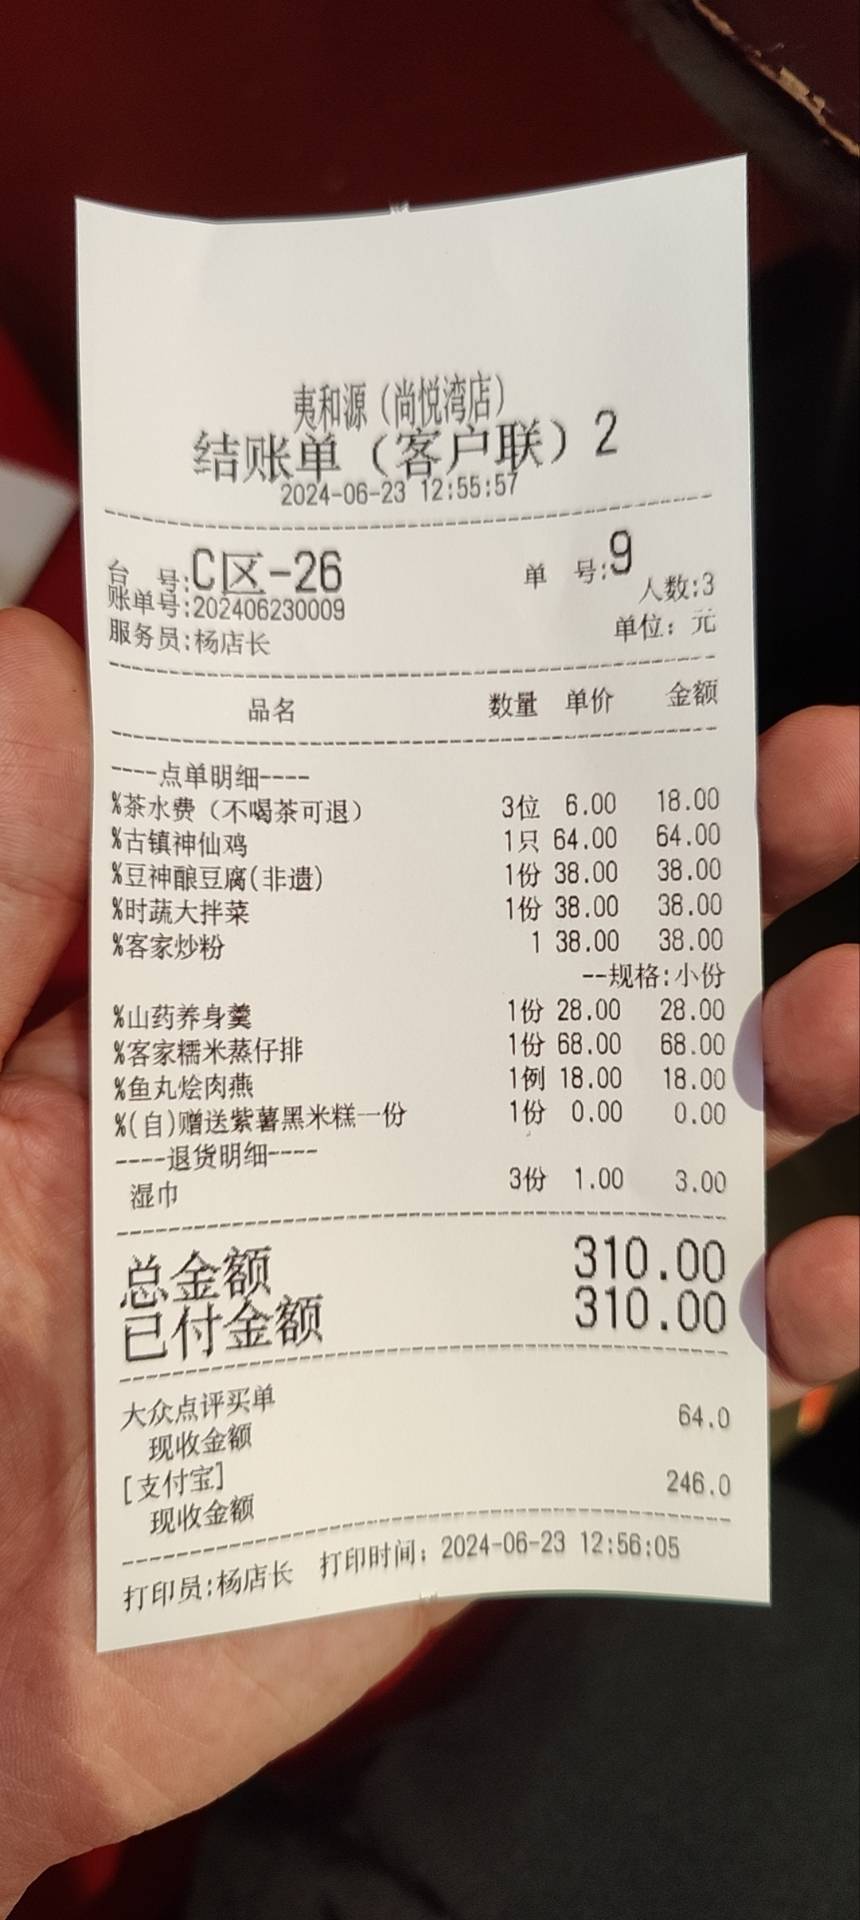 夷和源（尚悦湾店）
结账单（客户联）2
2024-06-23 12:55:57
台 号:C区-26 单 号:9
账单号:202406230009 人数:3
服务员:杨店长 单位：元
品名 数量 单价 金额
----点单明细----
%茶水费（不喝茶可退） 3位 6.00 18.00
%古镇神仙鸡 1只 64.00 64.00
%豆神酿豆腐(非遗) 1份 38.00 38.00
%时蔬大拌菜 1份 38.00 38.00
%客家炒粉 1 38.00 38.00
--规格:小份
%山药养身羹 1份 28.00 28.00
%客家糯米蒸仔排 1份 68.00 68.00
%鱼丸烩肉燕 1例 18.00 18.00
%(自)赠送紫薯黑米糕一份 1份 0.00 0.00
----退货明细----
湿巾 3份 1.00 3.00
总金额 310.00
已付金额 310.00
大众点评买单
现收金额 64.0
[支付宝]
现收金额 246.0
打印员:杨店长 打印时间：2024-06-23 12:56:05